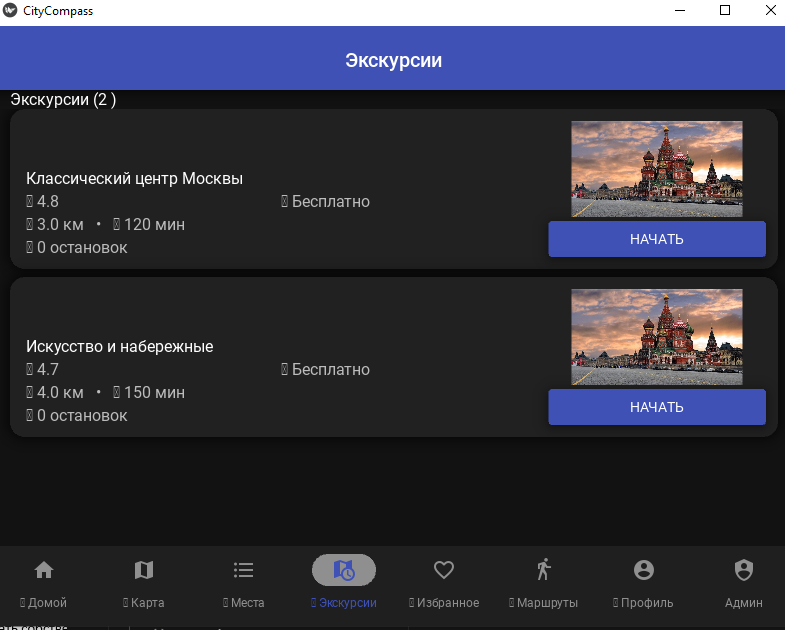 CityCompass
Экскурсии
Экскурсии (2 )
Классический центр Москвы
4.8 Бесплатно
3.0 км • 120 мин
0 остановок
НАЧАТЬ
Искусство и набережные
4.7 Бесплатно
4.0 км • 150 мин
0 остановок
НАЧАТЬ
Домой Карта Места Экскурсии Избранное Маршруты Профиль Админ